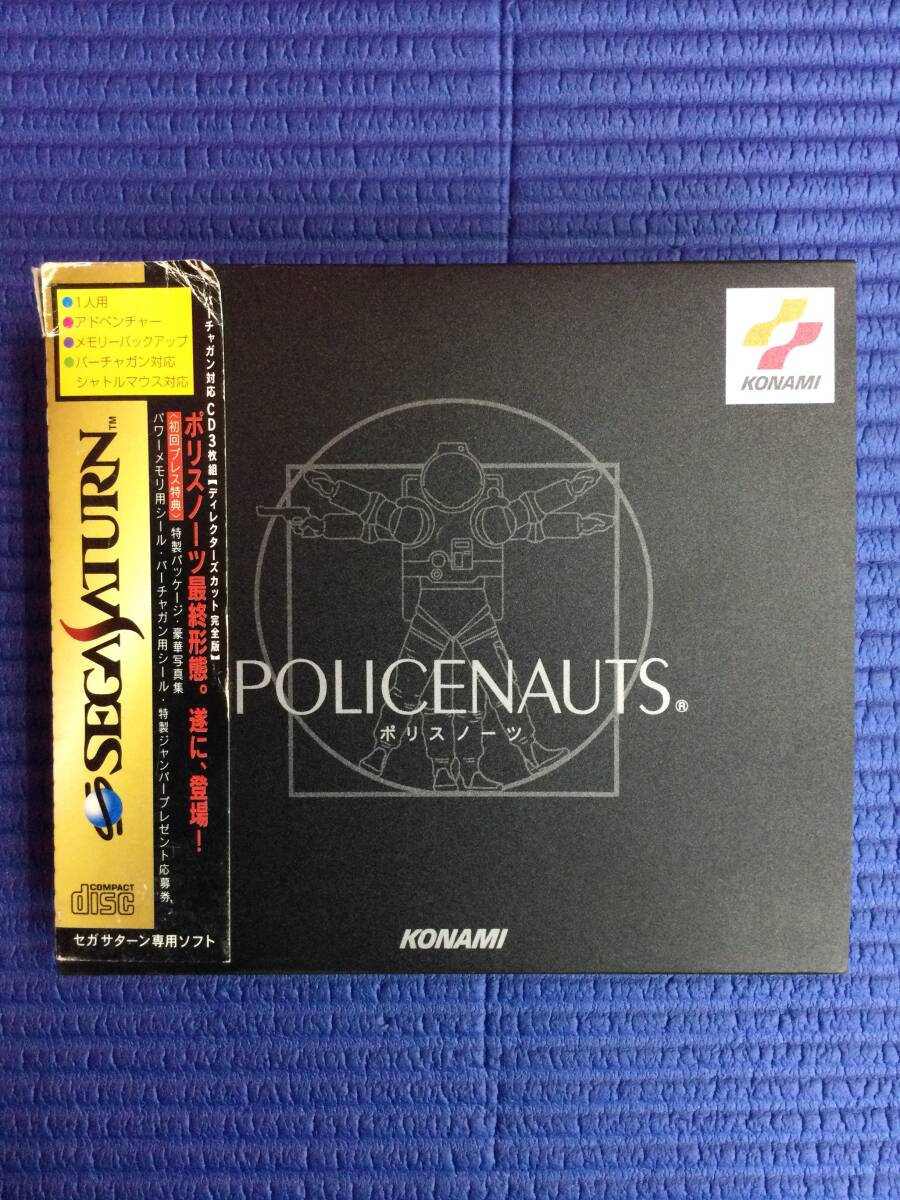 1人用
アドベンチャー
メモリーバックアップ
バーチャガン対応
シャトルマウス対応
SEGA SATURN™
チャガン対応 CD3枚組【ディレクターズカット完全版】
ポリスノーツ最終形態。遂に、登場！
〈初回プレス特典〉 特製パッケージ・豪華写真集
パワーメモリ用シール・バーチャガン用シール・特製ジャンパープレゼント応募券
COMPACT
disc
セガサターン専用ソフト
KONAMI
POLICENAUTS®
ポリスノーツ
KONAMI